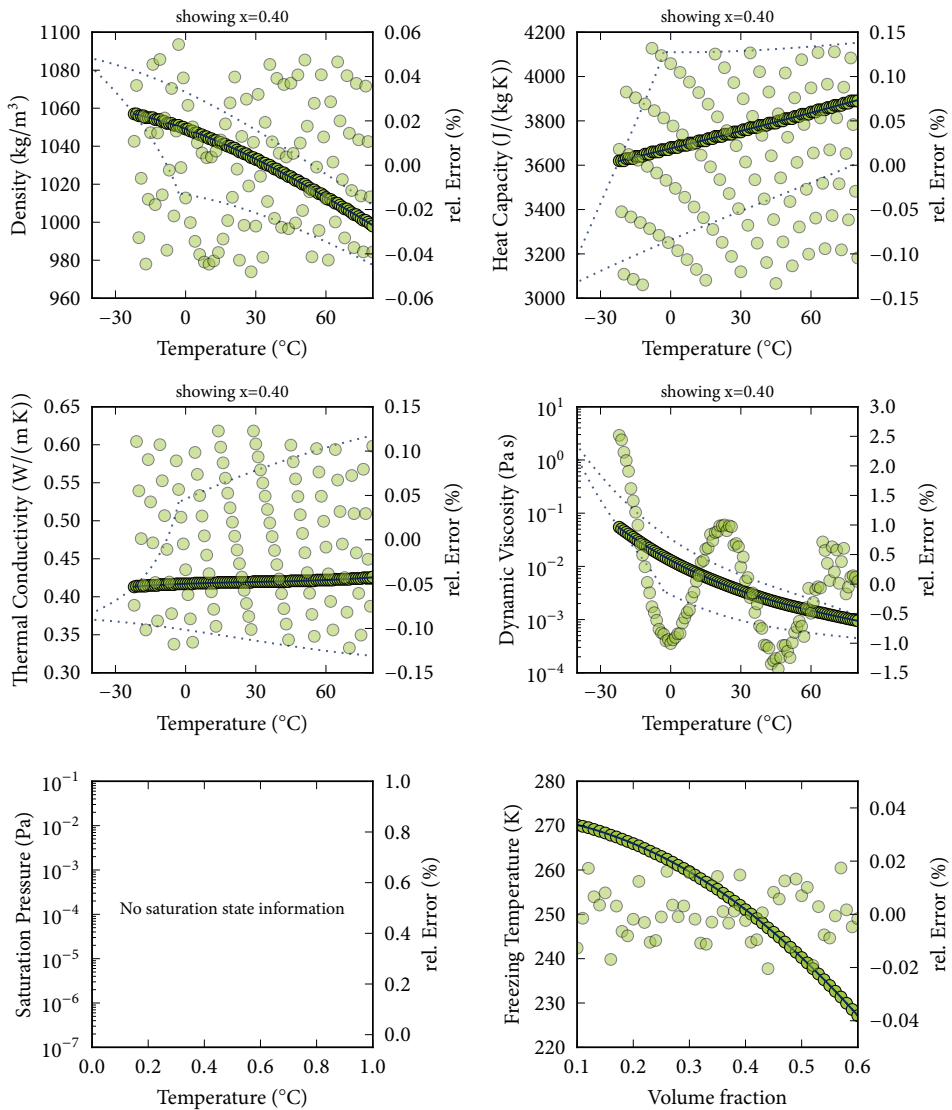 showing x=0.40
1100
1080
1060
1040
1020
1000
980
960
Density (kg/m³)
0.06
0.04
0.02
0.00
−0.02
−0.04
−0.06
rel. Error (%)
−30 0 30 60
Temperature (°C)
showing x=0.40
4200
4000
3800
3600
3400
3200
3000
Heat Capacity (J/(kg K))
0.15
0.10
0.05
0.00
−0.05
−0.10
−0.15
rel. Error (%)
−30 0 30 60
Temperature (°C)
showing x=0.40
0.65
0.60
0.55
0.50
0.45
0.40
0.35
0.30
Thermal Conductivity (W/(m K))
0.15
0.10
0.05
0.00
−0.05
−0.10
−0.15
rel. Error (%)
−30 0 30 60
Temperature (°C)
showing x=0.40
10¹
10⁰
10⁻¹
10⁻²
10⁻³
10⁻⁴
Dynamic Viscosity (Pa s)
3.0
2.5
2.0
1.5
1.0
0.5
0.0
−0.5
−1.0
−1.5
rel. Error (%)
−30 0 30 60
Temperature (°C)
10⁻¹
10⁻²
10⁻³
10⁻⁴
10⁻⁵
10⁻⁶
10⁻⁷
Saturation Pressure (Pa)
No saturation state information
1.0
0.8
0.6
0.4
0.2
0.0
rel. Error (%)
0.0 0.2 0.4 0.6 0.8 1.0
Temperature (°C)
280
270
260
250
240
230
220
Freezing Temperature (K)
0.04
0.02
0.00
−0.02
−0.04
rel. Error (%)
0.1 0.2 0.3 0.4 0.5 0.6
Volume fraction